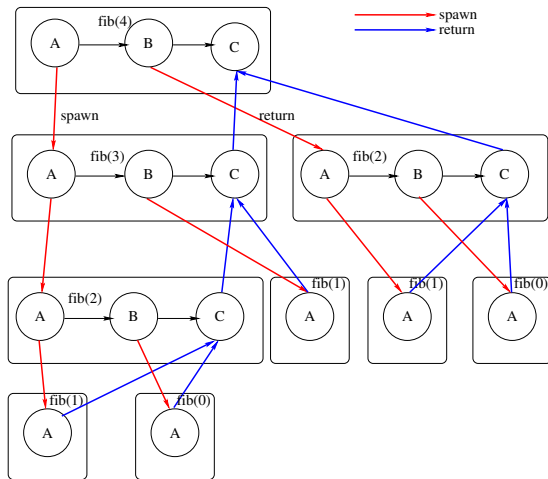 fib(4)
A
B
C
spawn
return
spawn
return
fib(3)
A
B
C
fib(2)
A
B
C
fib(2)
A
B
C
fib(1)
A
fib(1)
A
fib(0)
A
fib(1)
A
fib(0)
A